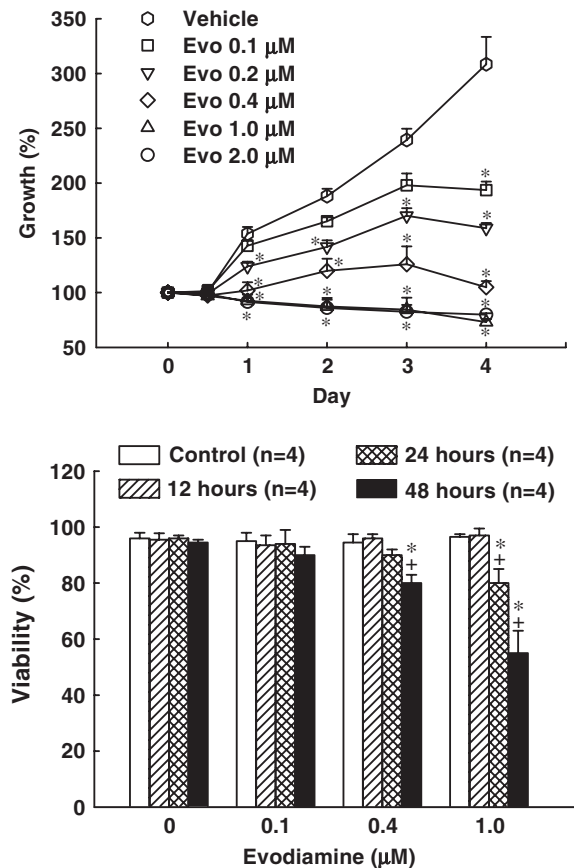 Vehicle
Evo 0.1 μM
Evo 0.2 μM
Evo 0.4 μM
Evo 1.0 μM
Evo 2.0 μM
350
300
250
200
150
100
50
Growth (%)
* * * * * * * * * * * * * * * * *
0 1 2 3 4
Day
Control (n=4) 24 hours (n=4)
12 hours (n=4) 48 hours (n=4)
120
100
80
60
40
20
0
Viability (%)
* * *
+ + +
0 0.1 0.4 1.0
Evodiamine (μM)